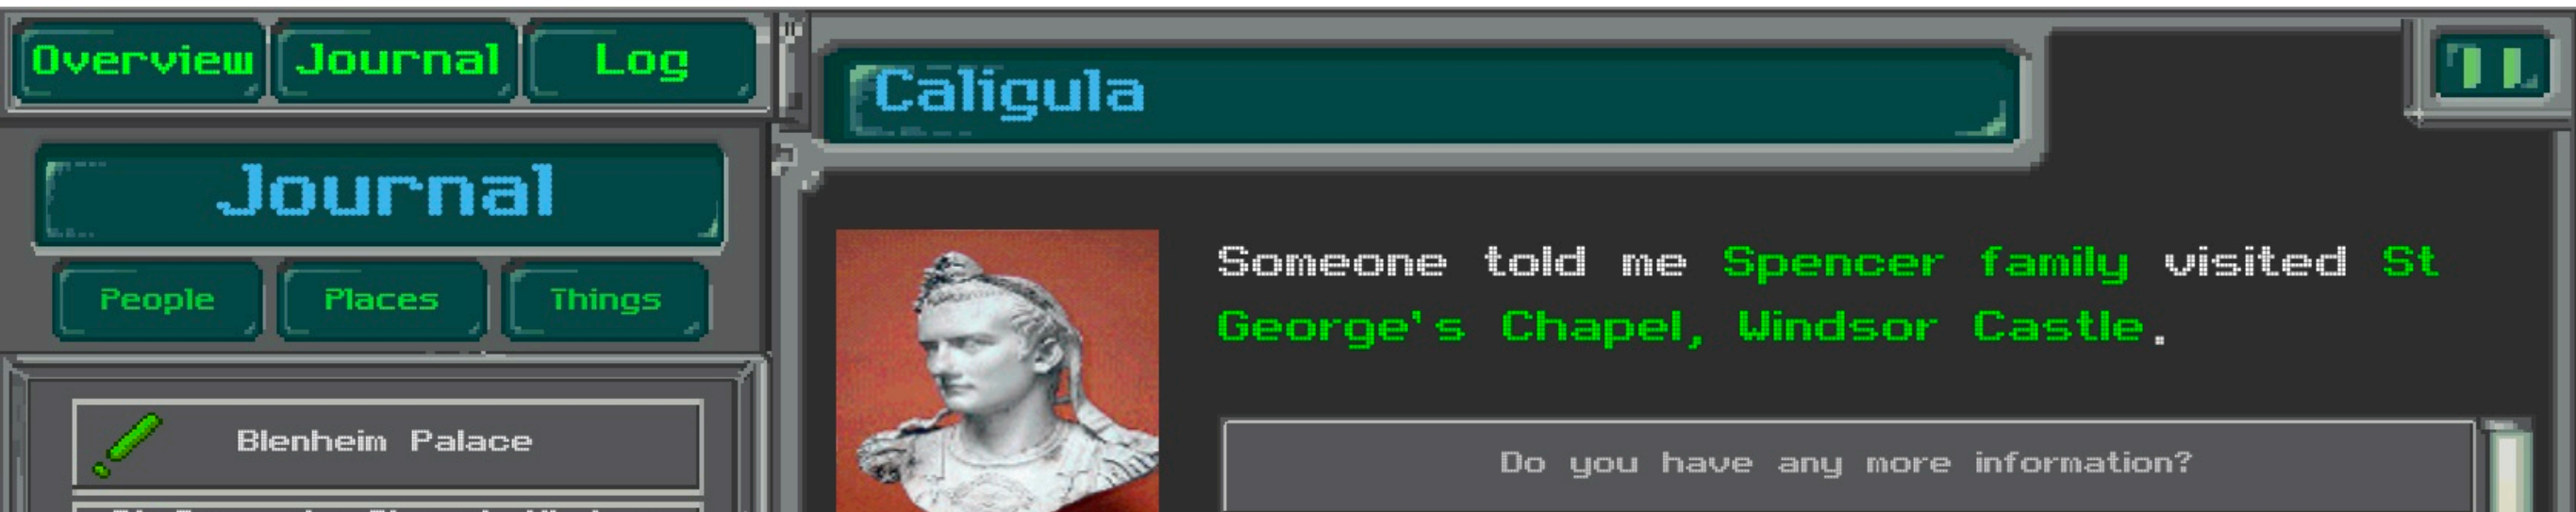 Overview Journal Log
Journal
People Places Things
Blenheim Palace
Caligula
Someone told me Spencer family visited St
George's Chapel, Windsor Castle.
Do you have any more information?